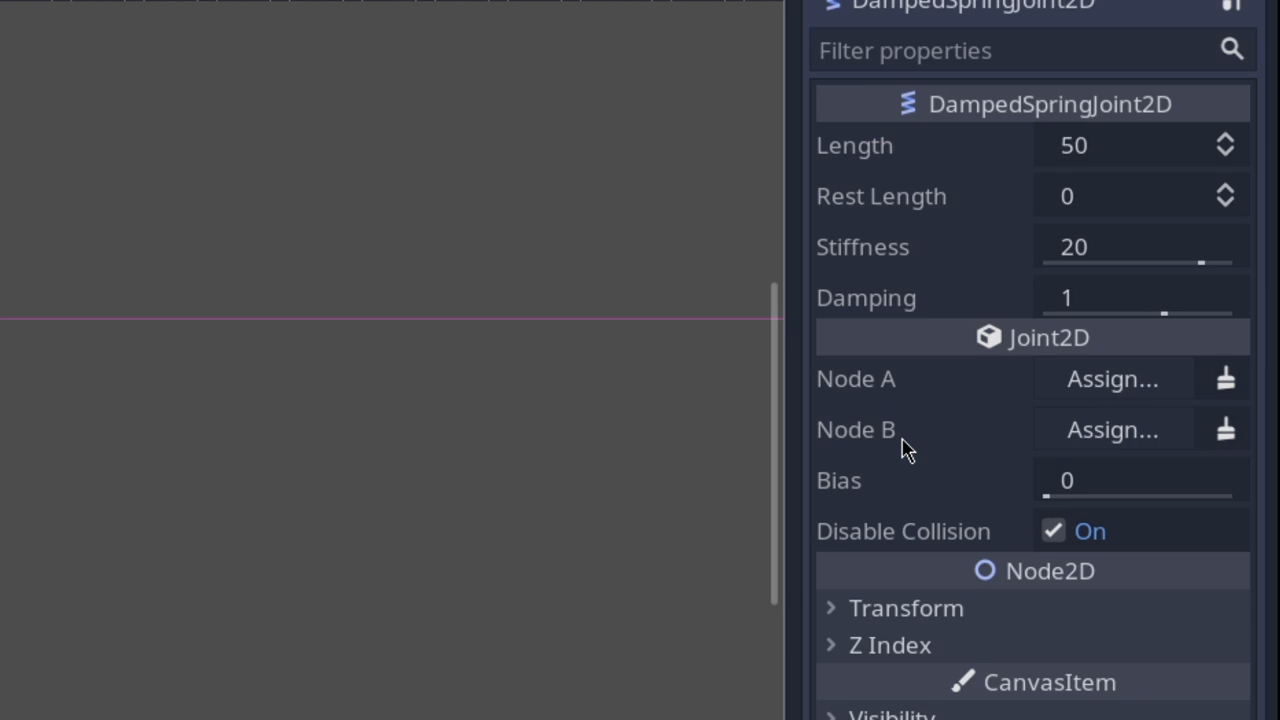 DampedSpringJoint2D
Filter properties
DampedSpringJoint2D
Length 50
Rest Length 0
Stiffness 20
Damping 1
Joint2D
Node A Assign...
Node B Assign...
Bias 0
Disable Collision On
Node2D
Transform
Z Index
CanvasItem
Visibility